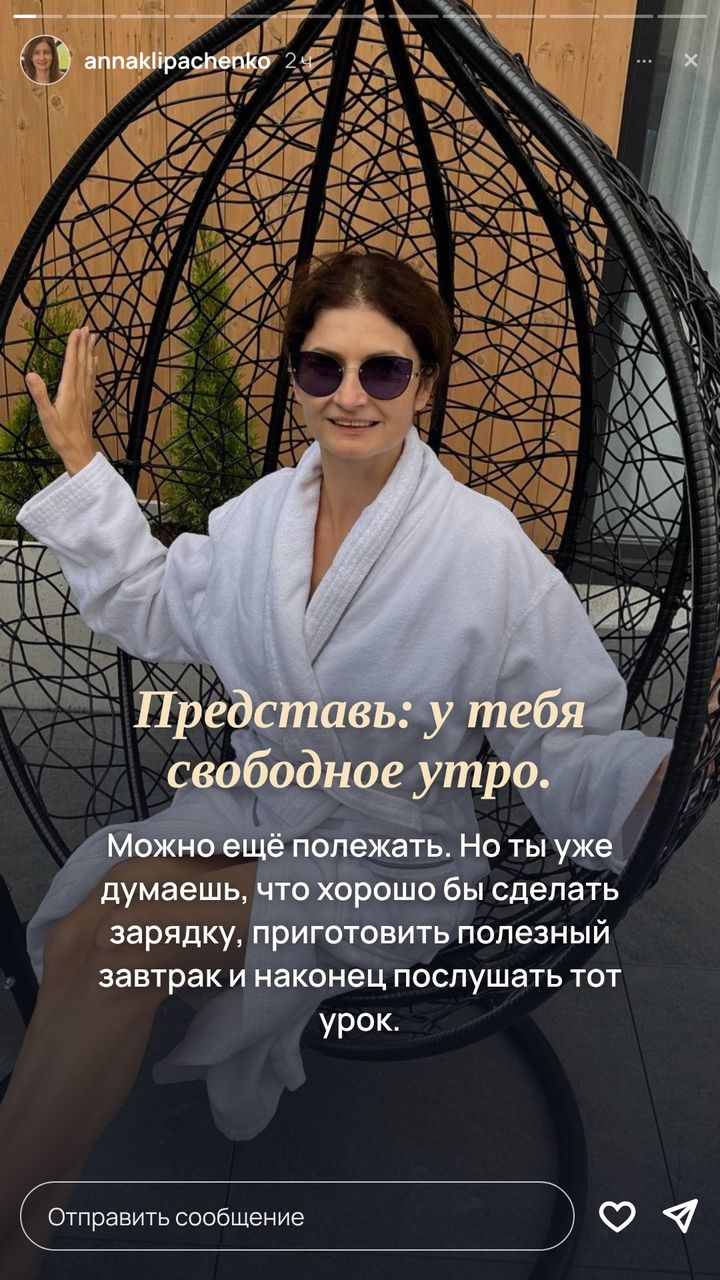 annaklipachenko 2 ч
Представь: у тебя
свободное утро.
Можно ещё полежать. Но ты уже
думаешь, что хорошо бы сделать
зарядку, приготовить полезный
завтрак и наконец послушать тот
урок.
Отправить сообщение